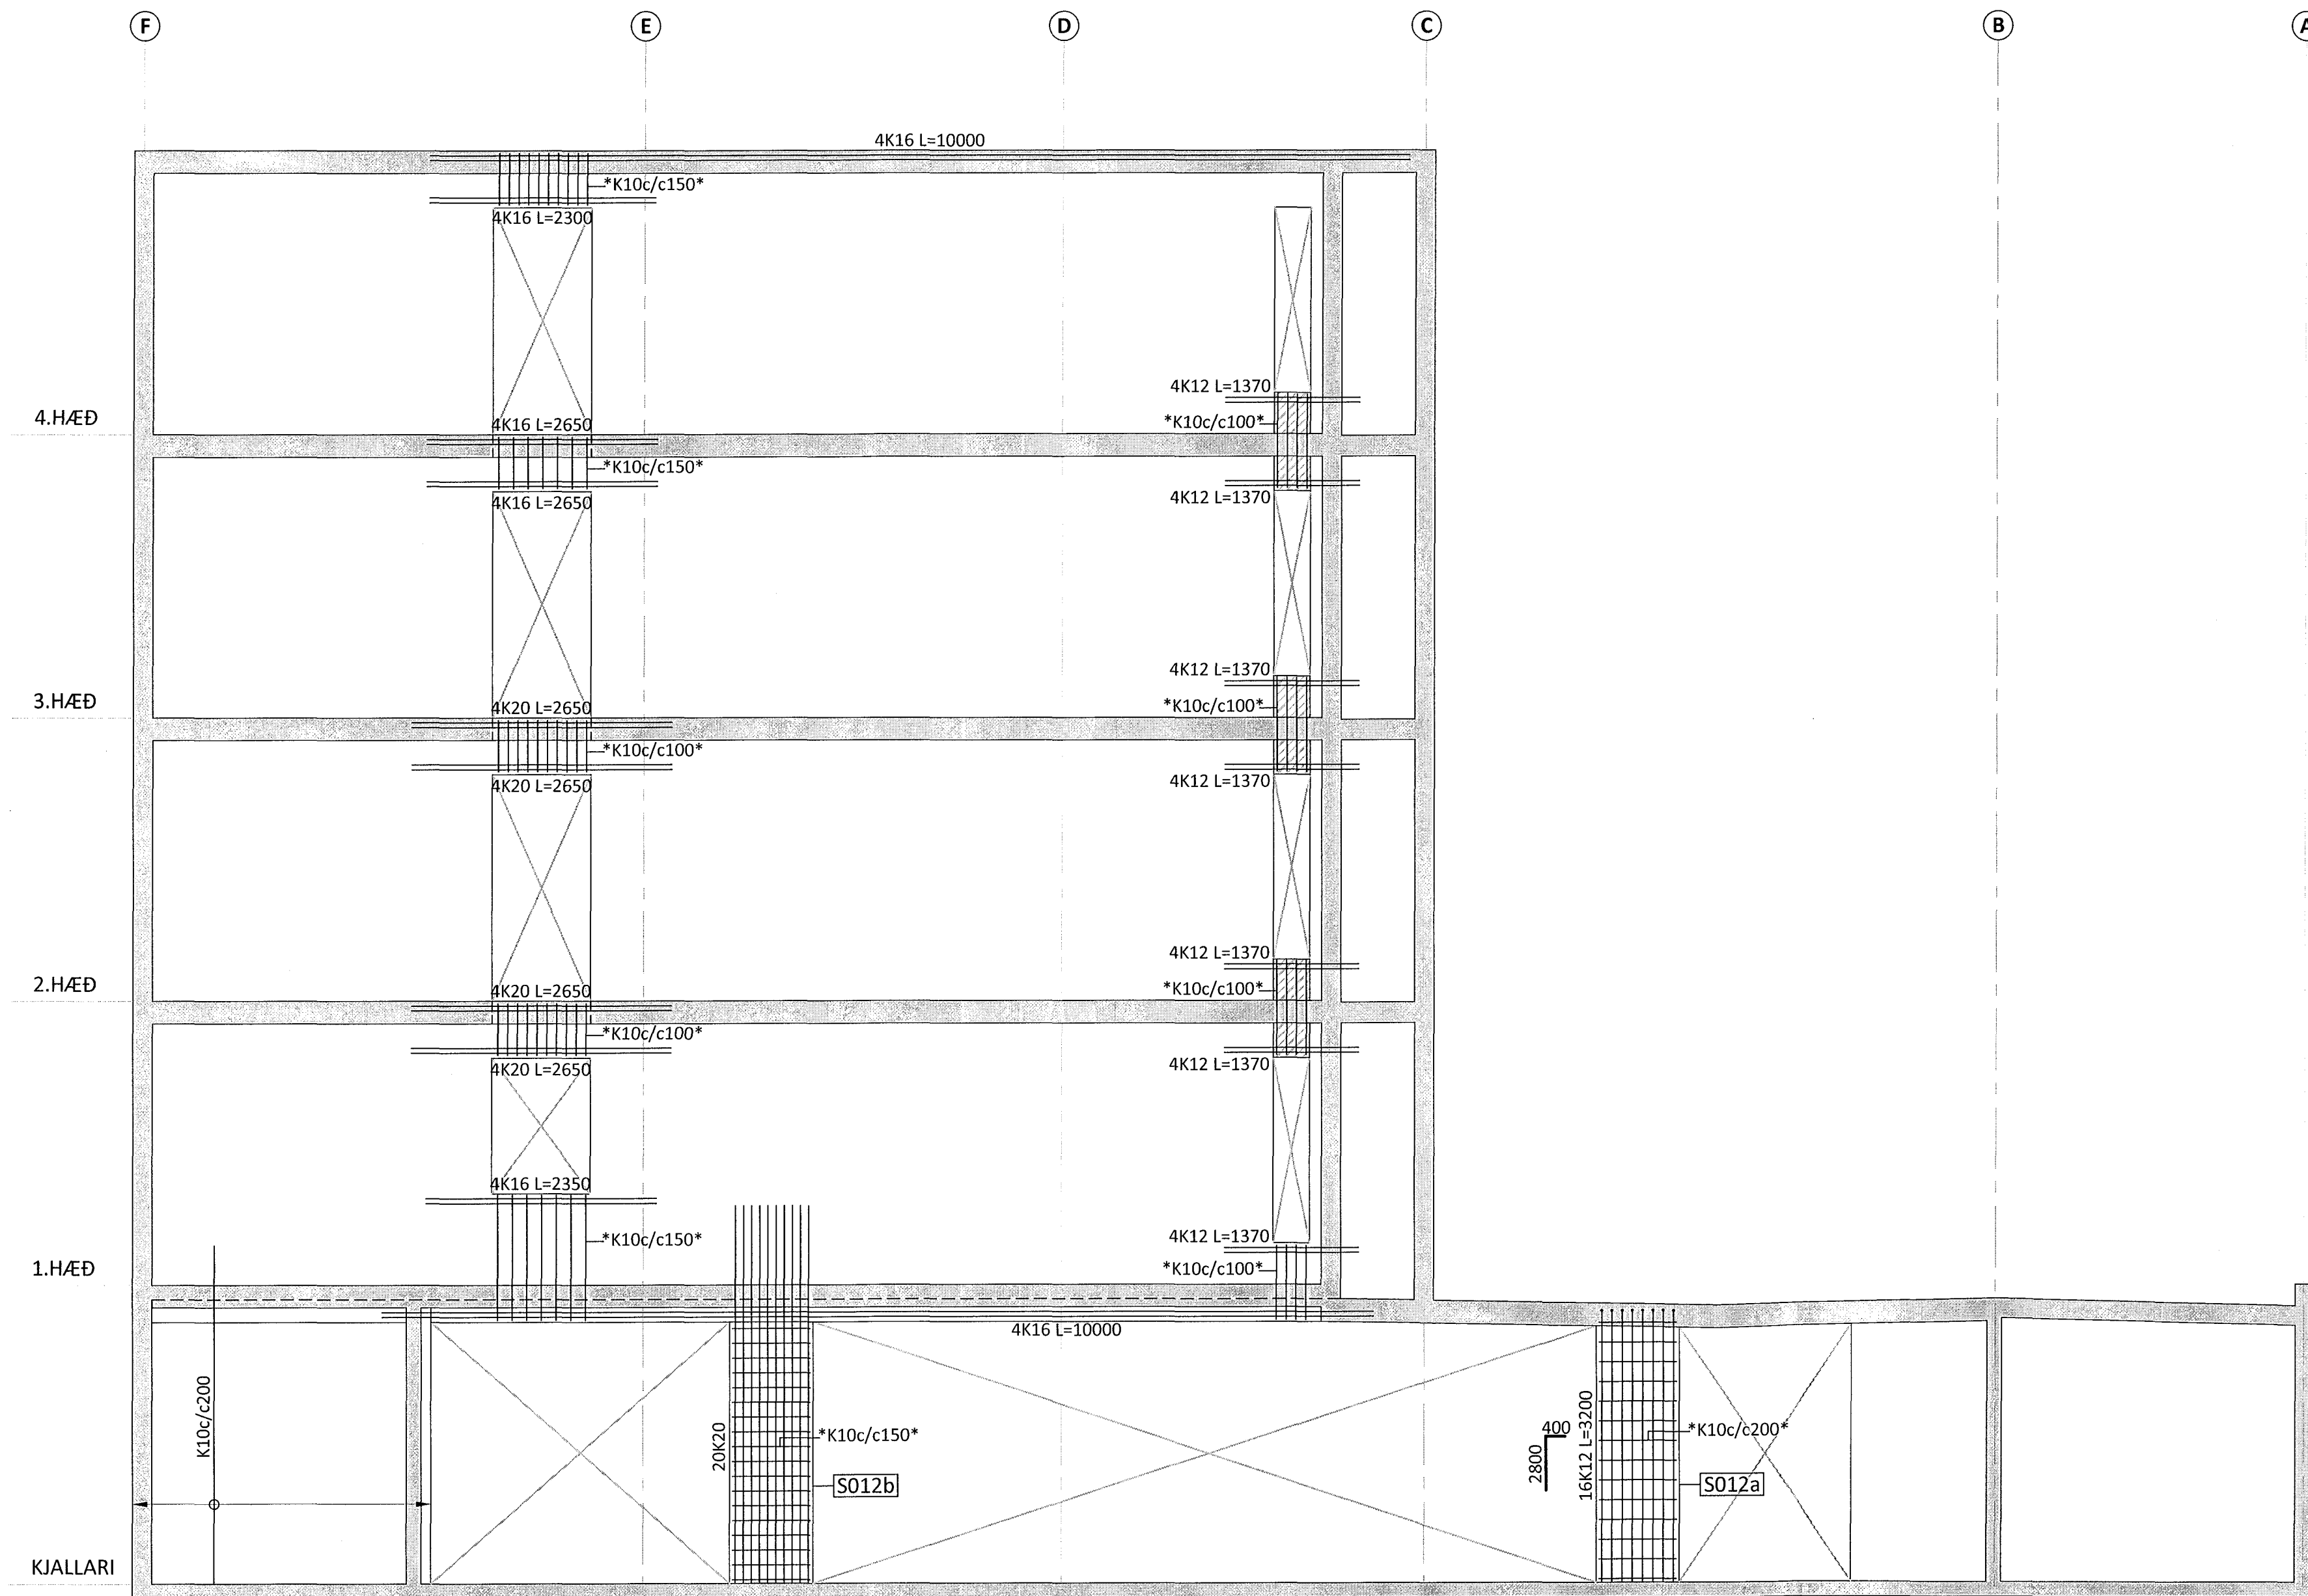 F
E
D
C
B
A
4K16 L=10000
*K10c/c150*
4K16 L=2300
4K12 L=1370
4.HÆÐ
*K10c/c100*
4K16 L=2650
*K10c/c150*
4K16 L=2650
4K12 L=1370
4K12 L=1370
3.HÆÐ
*K10c/c100*
4K20 L=2650
*K10c/c100*
4K20 L=2650
4K12 L=1370
4K12 L=1370
2.HÆÐ
*K10c/c100*
4K20 L=2650
*K10c/c100*
4K20 L=2650
4K12 L=1370
4K16 L=2350
*K10c/c150*
4K12 L=1370
1.HÆÐ
*K10c/c100*
4K16 L=10000
K10c/c200
20K20
*K10c/c150*
S012b
400
2800
16K12 L=3200
*K10c/c200*
S012a
KJALLARI